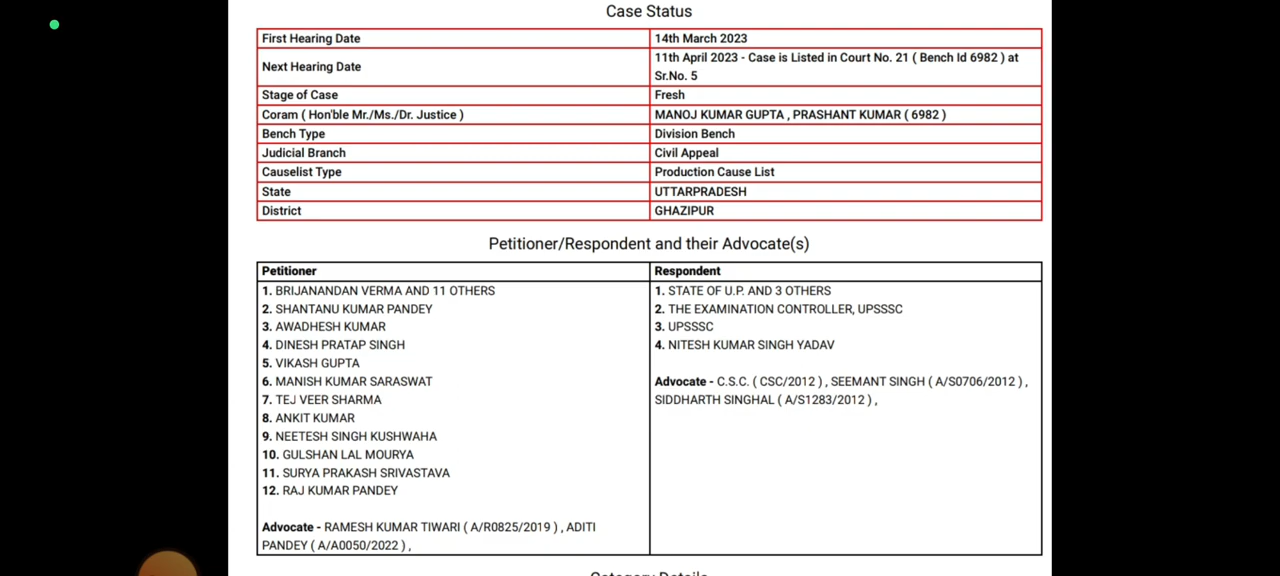 Case Status
First Hearing Date 14th March 2023
Next Hearing Date 11th April 2023 - Case is Listed in Court No. 21 ( Bench Id 6982 ) at
Sr.No. 5
Stage of Case Fresh
Coram ( Hon'ble Mr./Ms./Dr. Justice ) MANOJ KUMAR GUPTA , PRASHANT KUMAR ( 6982 )
Bench Type Division Bench
Judicial Branch Civil Appeal
Causelist Type Production Cause List
State UTTARPRADESH
District GHAZIPUR
Petitioner/Respondent and their Advocate(s)
Petitioner Respondent
1. BRIJANANDAN VERMA AND 11 OTHERS 1. STATE OF U.P. AND 3 OTHERS
2. SHANTANU KUMAR PANDEY 2. THE EXAMINATION CONTROLLER, UPSSSC
3. AWADHESH KUMAR 3. UPSSSC
4. DINESH PRATAP SINGH 4. NITESH KUMAR SINGH YADAV
5. VIKASH GUPTA
6. MANISH KUMAR SARASWAT Advocate - C.S.C. ( CSC/2012 ) , SEEMANT SINGH ( A/S0706/2012 ) ,
7. TEJ VEER SHARMA SIDDHARTH SINGHAL ( A/S1283/2012 ) ,
8. ANKIT KUMAR
9. NEETESH SINGH KUSHWAHA
10. GULSHAN LAL MOURYA
11. SURYA PRAKASH SRIVASTAVA
12. RAJ KUMAR PANDEY
Advocate - RAMESH KUMAR TIWARI ( A/R0825/2019 ) , ADITI
PANDEY ( A/A0050/2022 ) ,
Category Details